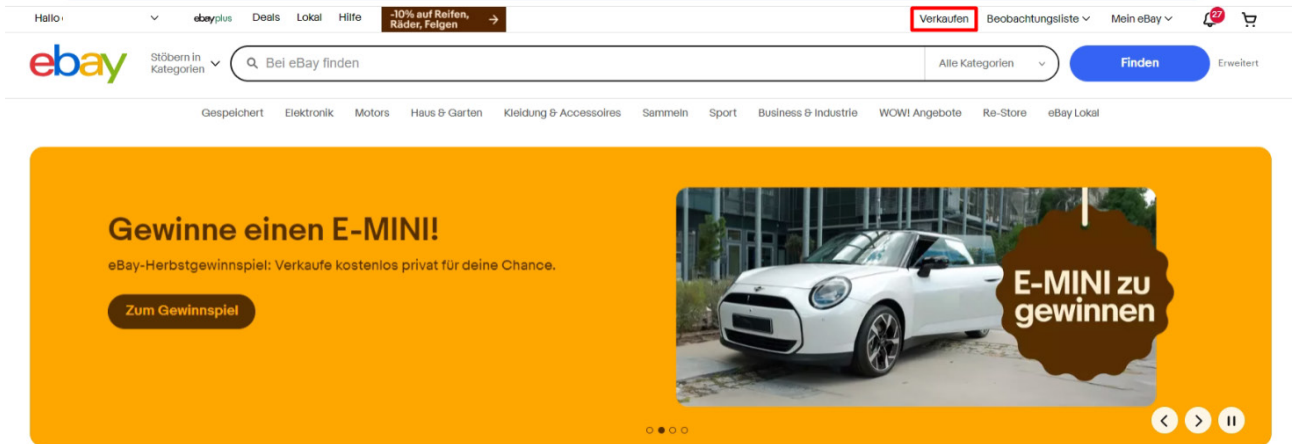 Hallo
ebay plus Deals Lokal Hilfe
-10% auf Reifen,
Räder, Felgen
Verkaufen Beobachtungsliste Mein eBay 27
ebay
Stöbern in
Kategorien
Bei eBay finden
Alle Kategorien
Finden
Erweitert
Gespeichert Elektronik Motors Haus & Garten Kleidung & Accessoires Sammeln Sport Business & Industrie WOW! Angebote Re-Store eBay Lokal
Gewinne einen E-MINI!
eBay-Herbstgewinnspiel: Verkaufe kostenlos privat für deine Chance.
Zum Gewinnspiel
E-MINI zu
gewinnen